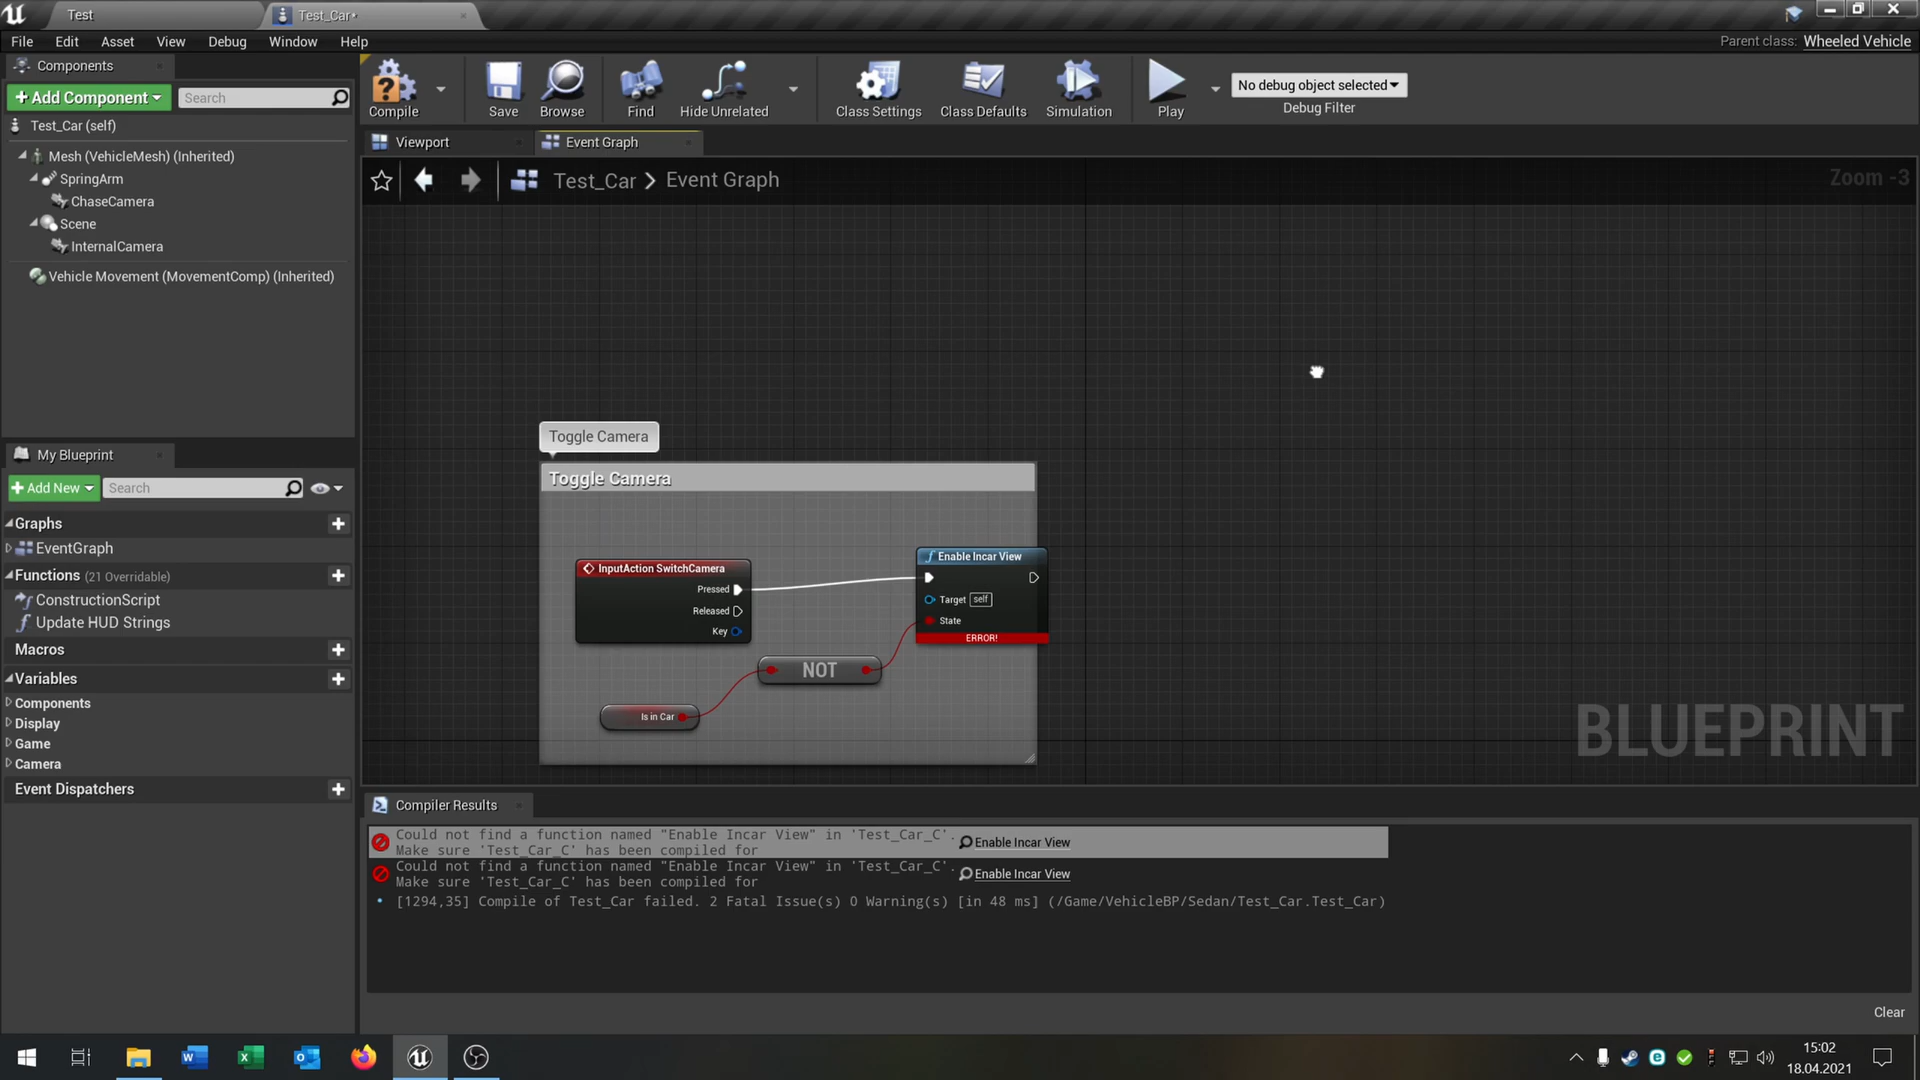 Test
Test_Car•
File Edit Asset View Debug Window Help
Parent class: Wheeled Vehicle
Components
+ Add Component
Search
Test_Car (self)
Mesh (VehicleMesh) (Inherited)
SpringArm
ChaseCamera
Scene
InternalCamera
Vehicle Movement (MovementComp) (Inherited)
Compile
Save
Browse
Find
Hide Unrelated
Class Settings
Class Defaults
Simulation
Play
No debug object selected
Debug Filter
Viewport
Event Graph
Test_Car > Event Graph
Zoom -3
Toggle Camera
Toggle Camera
InputAction SwitchCamera
Pressed
Released
Key
Enable Incar View
Target self
State
ERROR!
NOT
Is in Car
BLUEPRINT
My Blueprint
+ Add New
Search
Graphs
EventGraph
Functions (21 Overridable)
ConstructionScript
Update HUD Strings
Macros
Variables
Components
Display
Game
Camera
Event Dispatchers
Compiler Results
Could not find a function named "Enable Incar View" in 'Test_Car_C'.
Make sure 'Test_Car_C' has been compiled for
Enable Incar View
Could not find a function named "Enable Incar View" in 'Test_Car_C'.
Make sure 'Test_Car_C' has been compiled for
Enable Incar View
[1294,35] Compile of Test_Car failed. 2 Fatal Issue(s) 0 Warning(s) [in 48 ms] (/Game/VehicleBP/Sedan/Test_Car.Test_Car)
Clear
15:02
18.04.2021